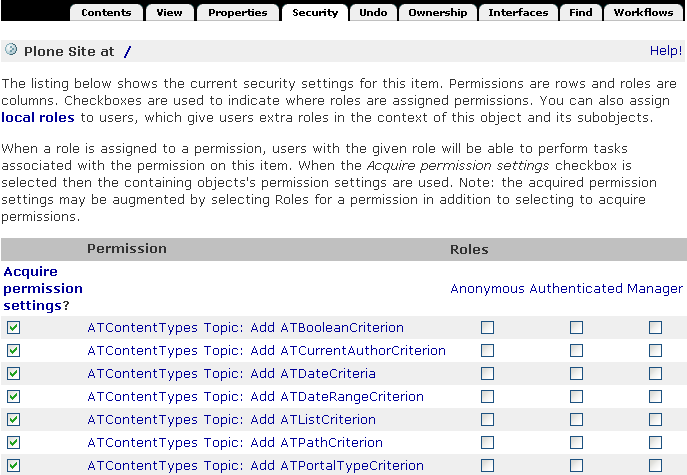 Contents View Properties Security Undo Ownership Interfaces Find Workflows
Plone Site at / Help!
The listing below shows the current security settings for this item. Permissions are rows and roles are
columns. Checkboxes are used to indicate where roles are assigned permissions. You can also assign
local roles to users, which give users extra roles in the context of this object and its subobjects.
When a role is assigned to a permission, users with the given role will be able to perform tasks
associated with the permission on this item. When the Acquire permission settings checkbox is
selected then the containing objects's permission settings are used. Note: the acquired permission
settings may be augmented by selecting Roles for a permission in addition to selecting to acquire
permissions.
Permission Roles
Acquire
permission
settings?
Anonymous Authenticated Manager
ATContentTypes Topic: Add ATBooleanCriterion
ATContentTypes Topic: Add ATCurrentAuthorCriterion
ATContentTypes Topic: Add ATDateCriteria
ATContentTypes Topic: Add ATDateRangeCriterion
ATContentTypes Topic: Add ATListCriterion
ATContentTypes Topic: Add ATPathCriterion
ATContentTypes Topic: Add ATPortalTypeCriterion